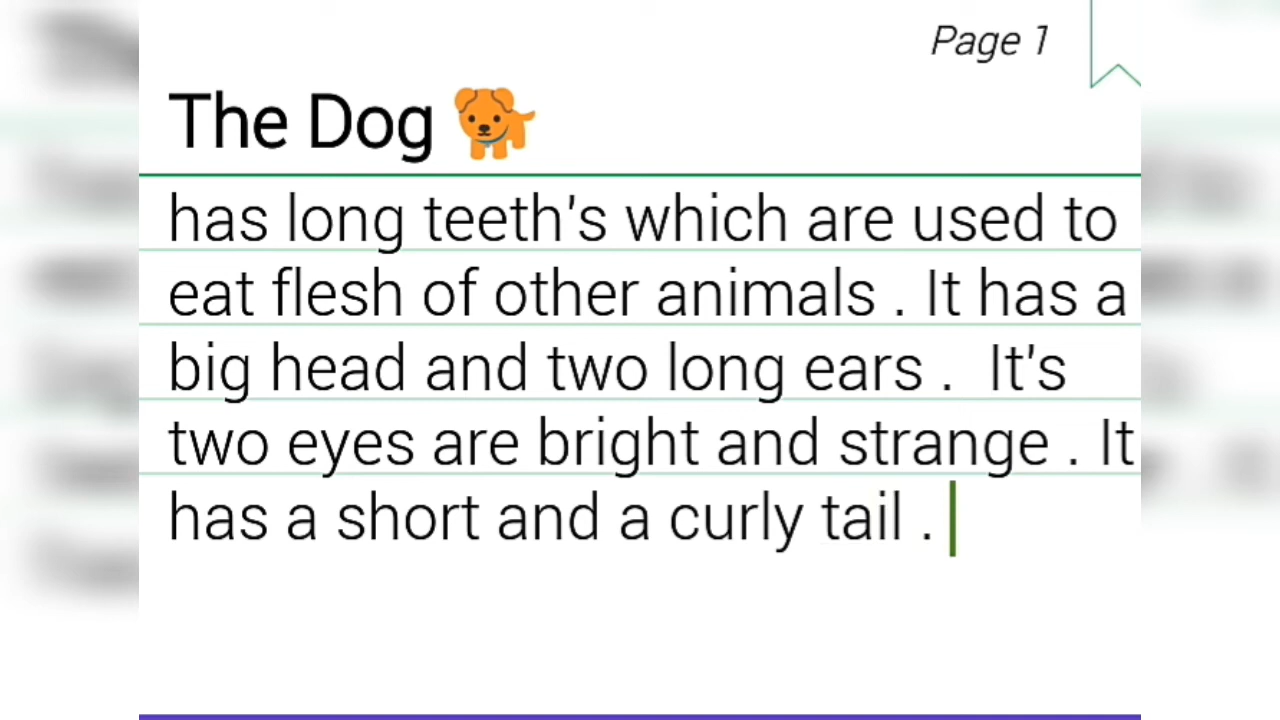 Page 1
The Dog 🐕
has long teeth's which are used to
eat flesh of other animals . It has a
big head and two long ears .  It's
two eyes are bright and strange . It
has a short and a curly tail .